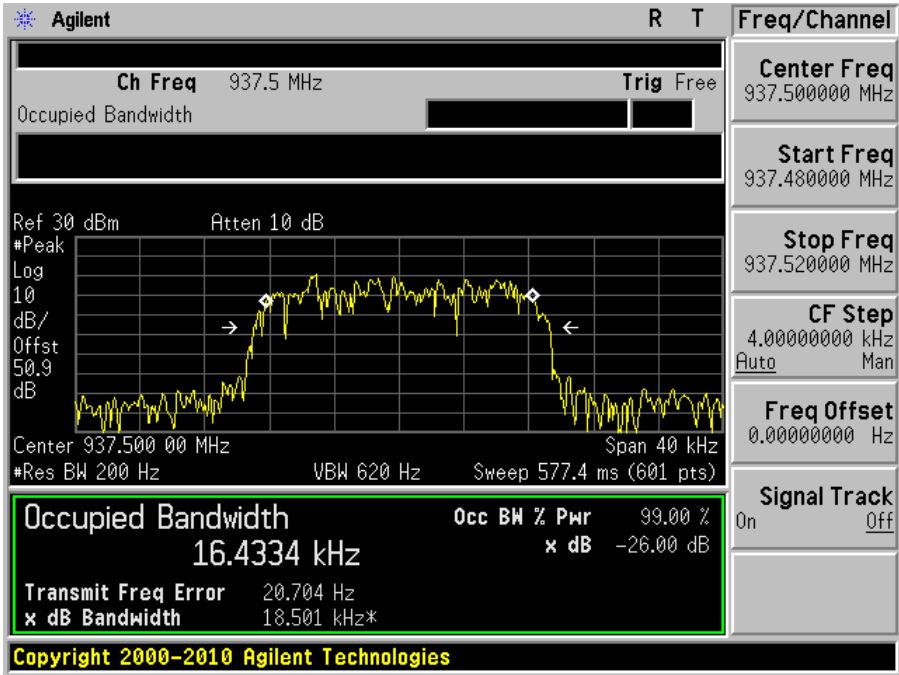 Agilent R T
Freq/Channel
Ch Freq 937.5 MHz Trig Free
Occupied Bandwidth
Center Freq
937.500000 MHz
Start Freq
937.480000 MHz
Stop Freq
937.520000 MHz
CF Step
4.00000000 kHz
Auto Man
Freq Offset
0.00000000 Hz
Signal Track
On Off
Ref 30 dBm Atten 10 dB
#Peak
Log
10
dB/
Offst
50.9
dB
Center 937.500 00 MHz Span 40 kHz
#Res BW 200 Hz VBW 620 Hz Sweep 577.4 ms (601 pts)
Occupied Bandwidth Occ BW % Pwr 99.00 %
16.4334 kHz x dB -26.00 dB
Transmit Freq Error 20.704 Hz
x dB Bandwidth 18.501 kHz*
Copyright 2000-2010 Agilent Technologies